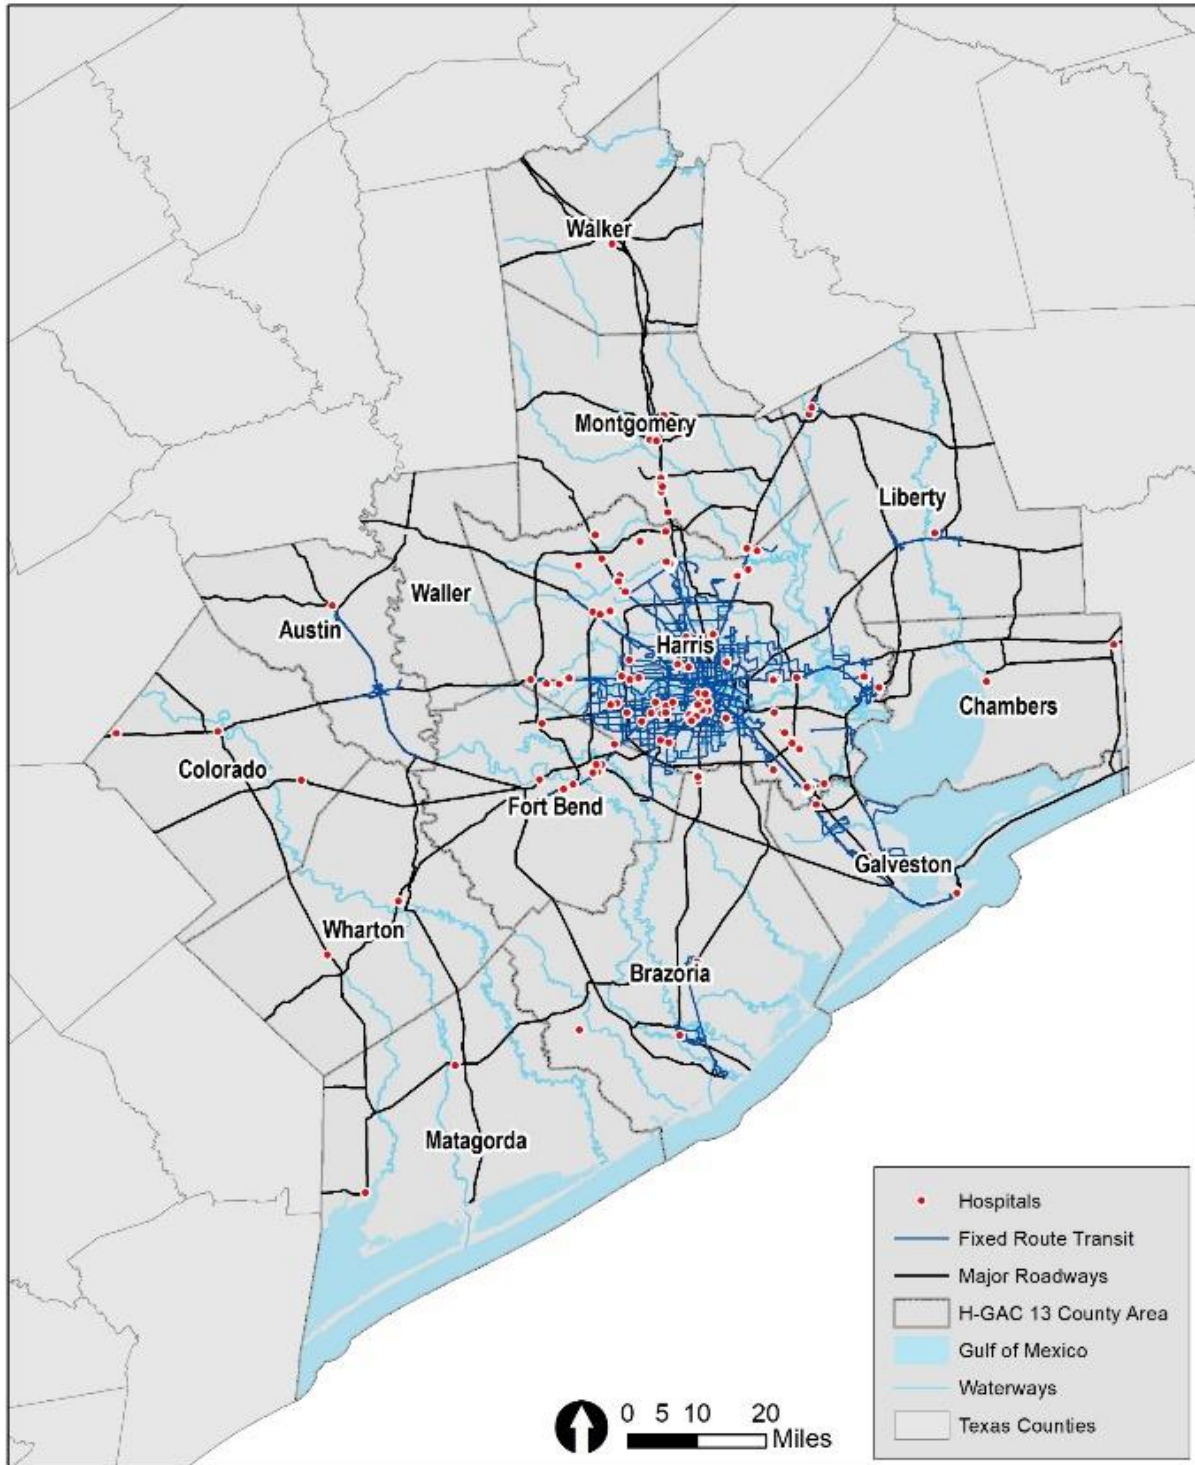 Walker
Montgomery
Liberty
Waller
Austin
Harris
Chambers
Colorado
Fort Bend
Galveston
Wharton
Brazoria
Matagorda
Hospitals
Fixed Route Transit
Major Roadways
H-GAC 13 County Area
Gulf of Mexico
Waterways
Texas Counties
0 5 10 20
Miles